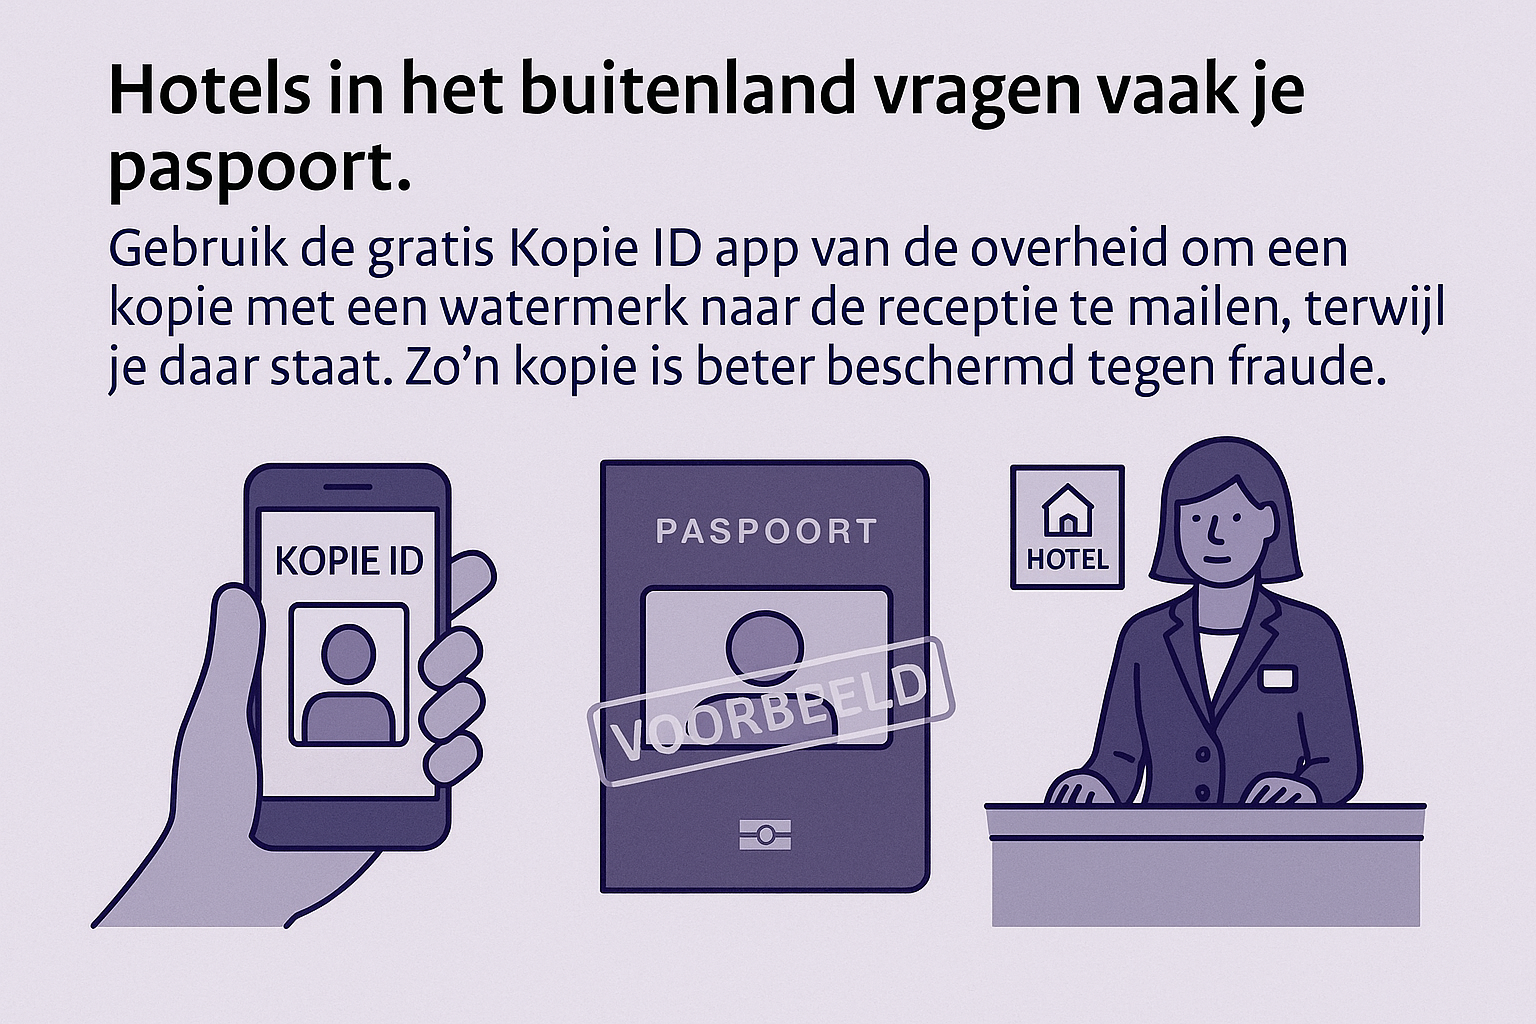 Hotels in het buitenland vragen vaak je
paspoort.
Gebruik de gratis Kopie ID app van de overheid om een
kopie met een watermerk naar de receptie te mailen, terwijl
je daar staat. Zo’n kopie is beter beschermd tegen fraude.
KOPIE ID
PASPOORT
VOORBEELD
HOTEL